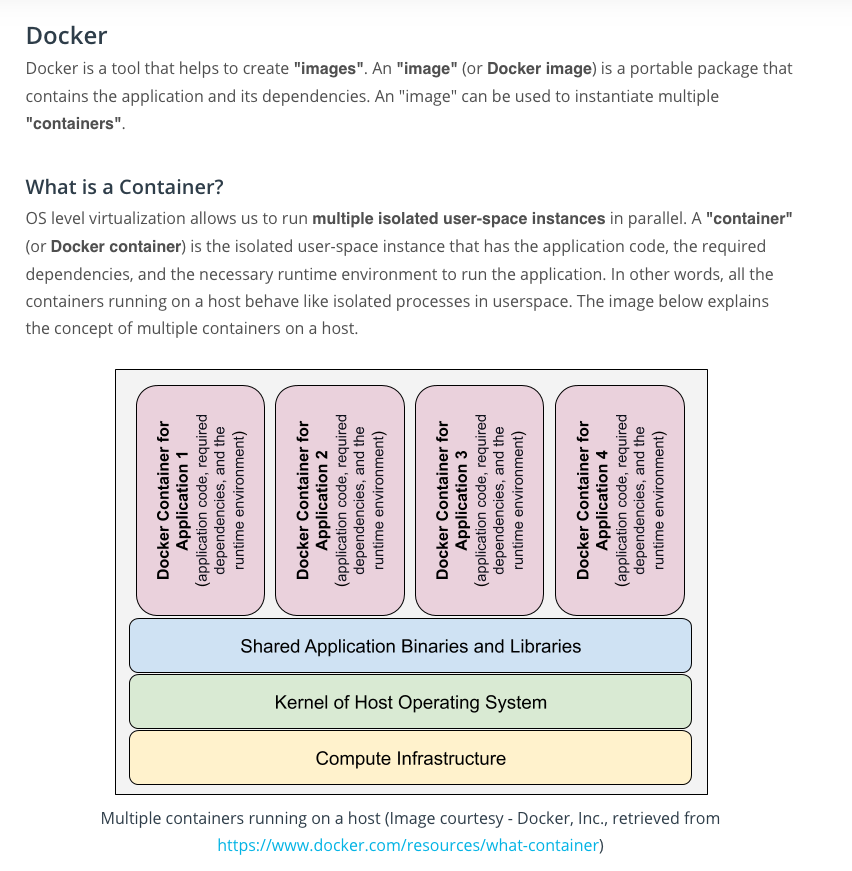 Docker
Docker is a tool that helps to create "images". An "image" (or Docker image) is a portable package that
contains the application and its dependencies. An "image" can be used to instantiate multiple
"containers".
What is a Container?
OS level virtualization allows us to run multiple isolated user-space instances in parallel. A "container"
(or Docker container) is the isolated user-space instance that has the application code, the required
dependencies, and the necessary runtime environment to run the application. In other words, all the
containers running on a host behave like isolated processes in userspace. The image below explains
the concept of multiple containers on a host.
Docker Container for
Application 1
(application code, required
dependencies, and the
runtime environment)
Docker Container for
Application 2
(application code, required
dependencies, and the
runtime environment)
Docker Container for
Application 3
(application code, required
dependencies, and the
runtime environment)
Docker Container for
Application 4
(application code, required
dependencies, and the
runtime environment)
Shared Application Binaries and Libraries
Kernel of Host Operating System
Compute Infrastructure
Multiple containers running on a host (Image courtesy - Docker, Inc., retrieved from
https://www.docker.com/resources/what-container)